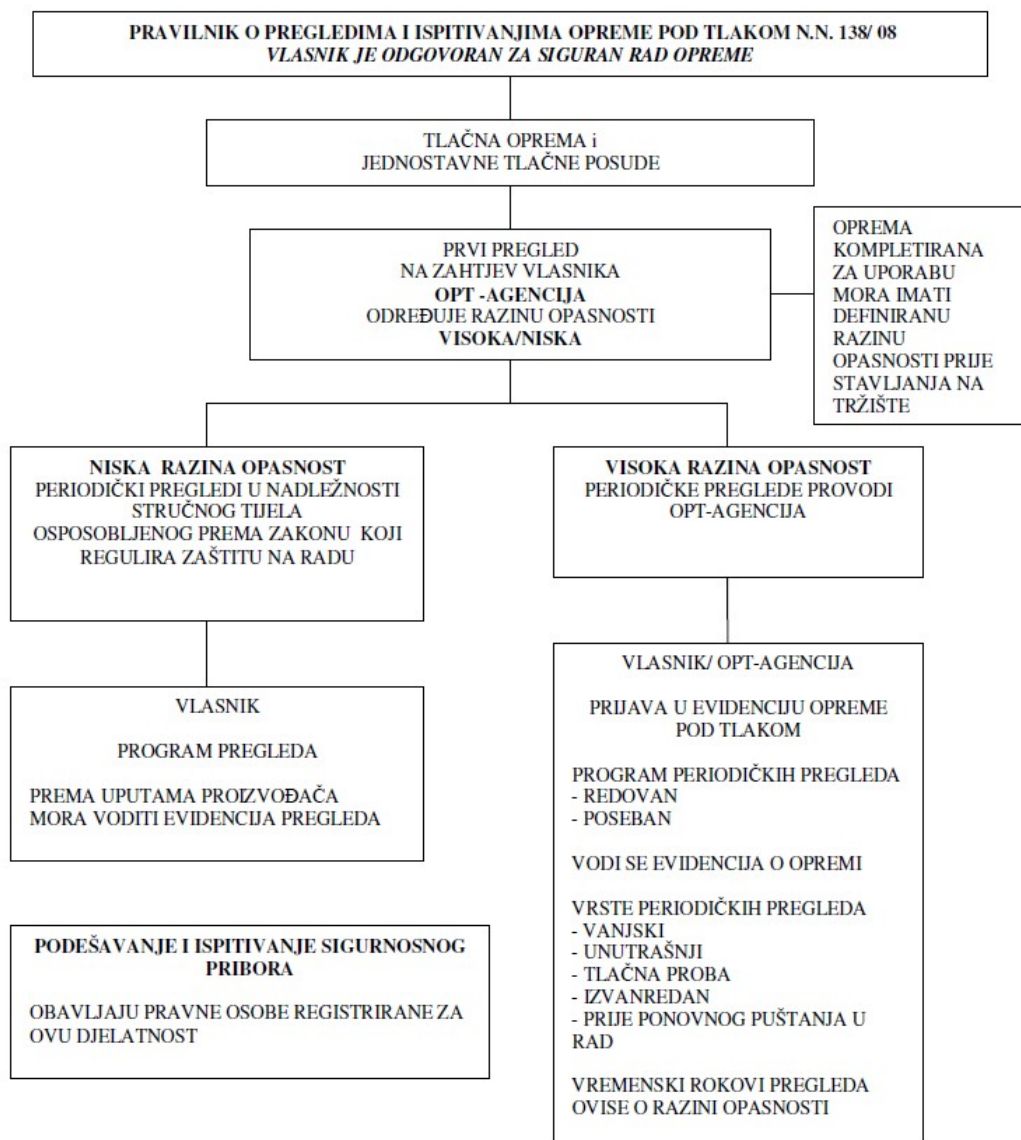 PRAVILNIK O PREGLEDIMA I ISPITIVANJIMA OPREME POD TLAKOM N.N. 138/ 08
VLASNIK JE ODGOVORAN ZA SIGURAN RAD OPREME
TLAČNA OPREMA i
JEDNOSTAVNE TLAČNE POSUDE
PRVI PREGLED
NA ZAHTJEV VLASNIKA
OPT -AGENCIJA
ODREĐUJE RAZINU OPASNOSTI
VISOKA/NISKA
OPREMA
KOMPLETIRANA
ZA UPORABU
MORA IMATI
DEFINIRANU
RAZINU
OPASNOSTI PRIJE
STAVLJANJA NA
TRŽIŠTE
NISKA RAZINA OPASNOST
PERIODIČKI PREGLEDI U NADLEŽNOSTI
STRUČNOG TIJELA
OSPOSOBLJENOG PREMA ZAKONU KOJI
REGULIRA ZAŠTITU NA RADU
VISOKA RAZINA OPASNOST
PERIODIČKE PREGLEDE PROVODI
OPT-AGENCIJA
VLASNIK
PROGRAM PREGLEDA
PREMA UPUTAMA PROIZVOĐAČA
MORA VODITI EVIDENCIJA PREGLEDA
VLASNIK/ OPT-AGENCIJA
PRIJAVA U EVIDENCIJU OPREME
POD TLAKOM
PROGRAM PERIODIČKIH PREGLEDA
- REDOVAN
- POSEBAN
VODI SE EVIDENCIJA O OPREMI
VRSTE PERIODIČKIH PREGLEDA
- VANJSKI
- UNUTRAŠNJI
- TLAČNA PROBA
- IZVANREDAN
- PRIJE PONOVNOG PUŠTANJA U
RAD
VREMENSKI ROKOVI PREGLEDA
OVISE O RAZINI OPASNOSTI
PODEŠAVANJE I ISPITIVANJE SIGURNOSNOG
PRIBORA
OBAVLJAJU PRAVNE OSOBE REGISTRIRANE ZA
OVU DJELATNOST